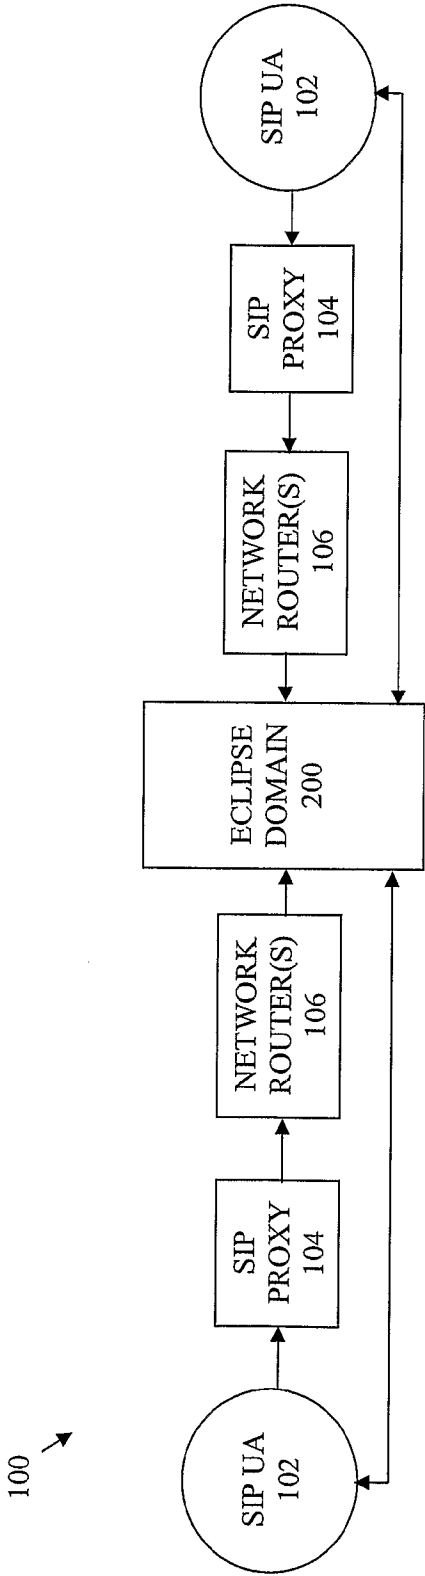 100
SIP UA
102
SIP
PROXY
104
NETWORK
ROUTER(S)
106
ECLIPSE
DOMAIN
200
NETWORK
ROUTER(S)
106
SIP
PROXY
104
SIP UA
102